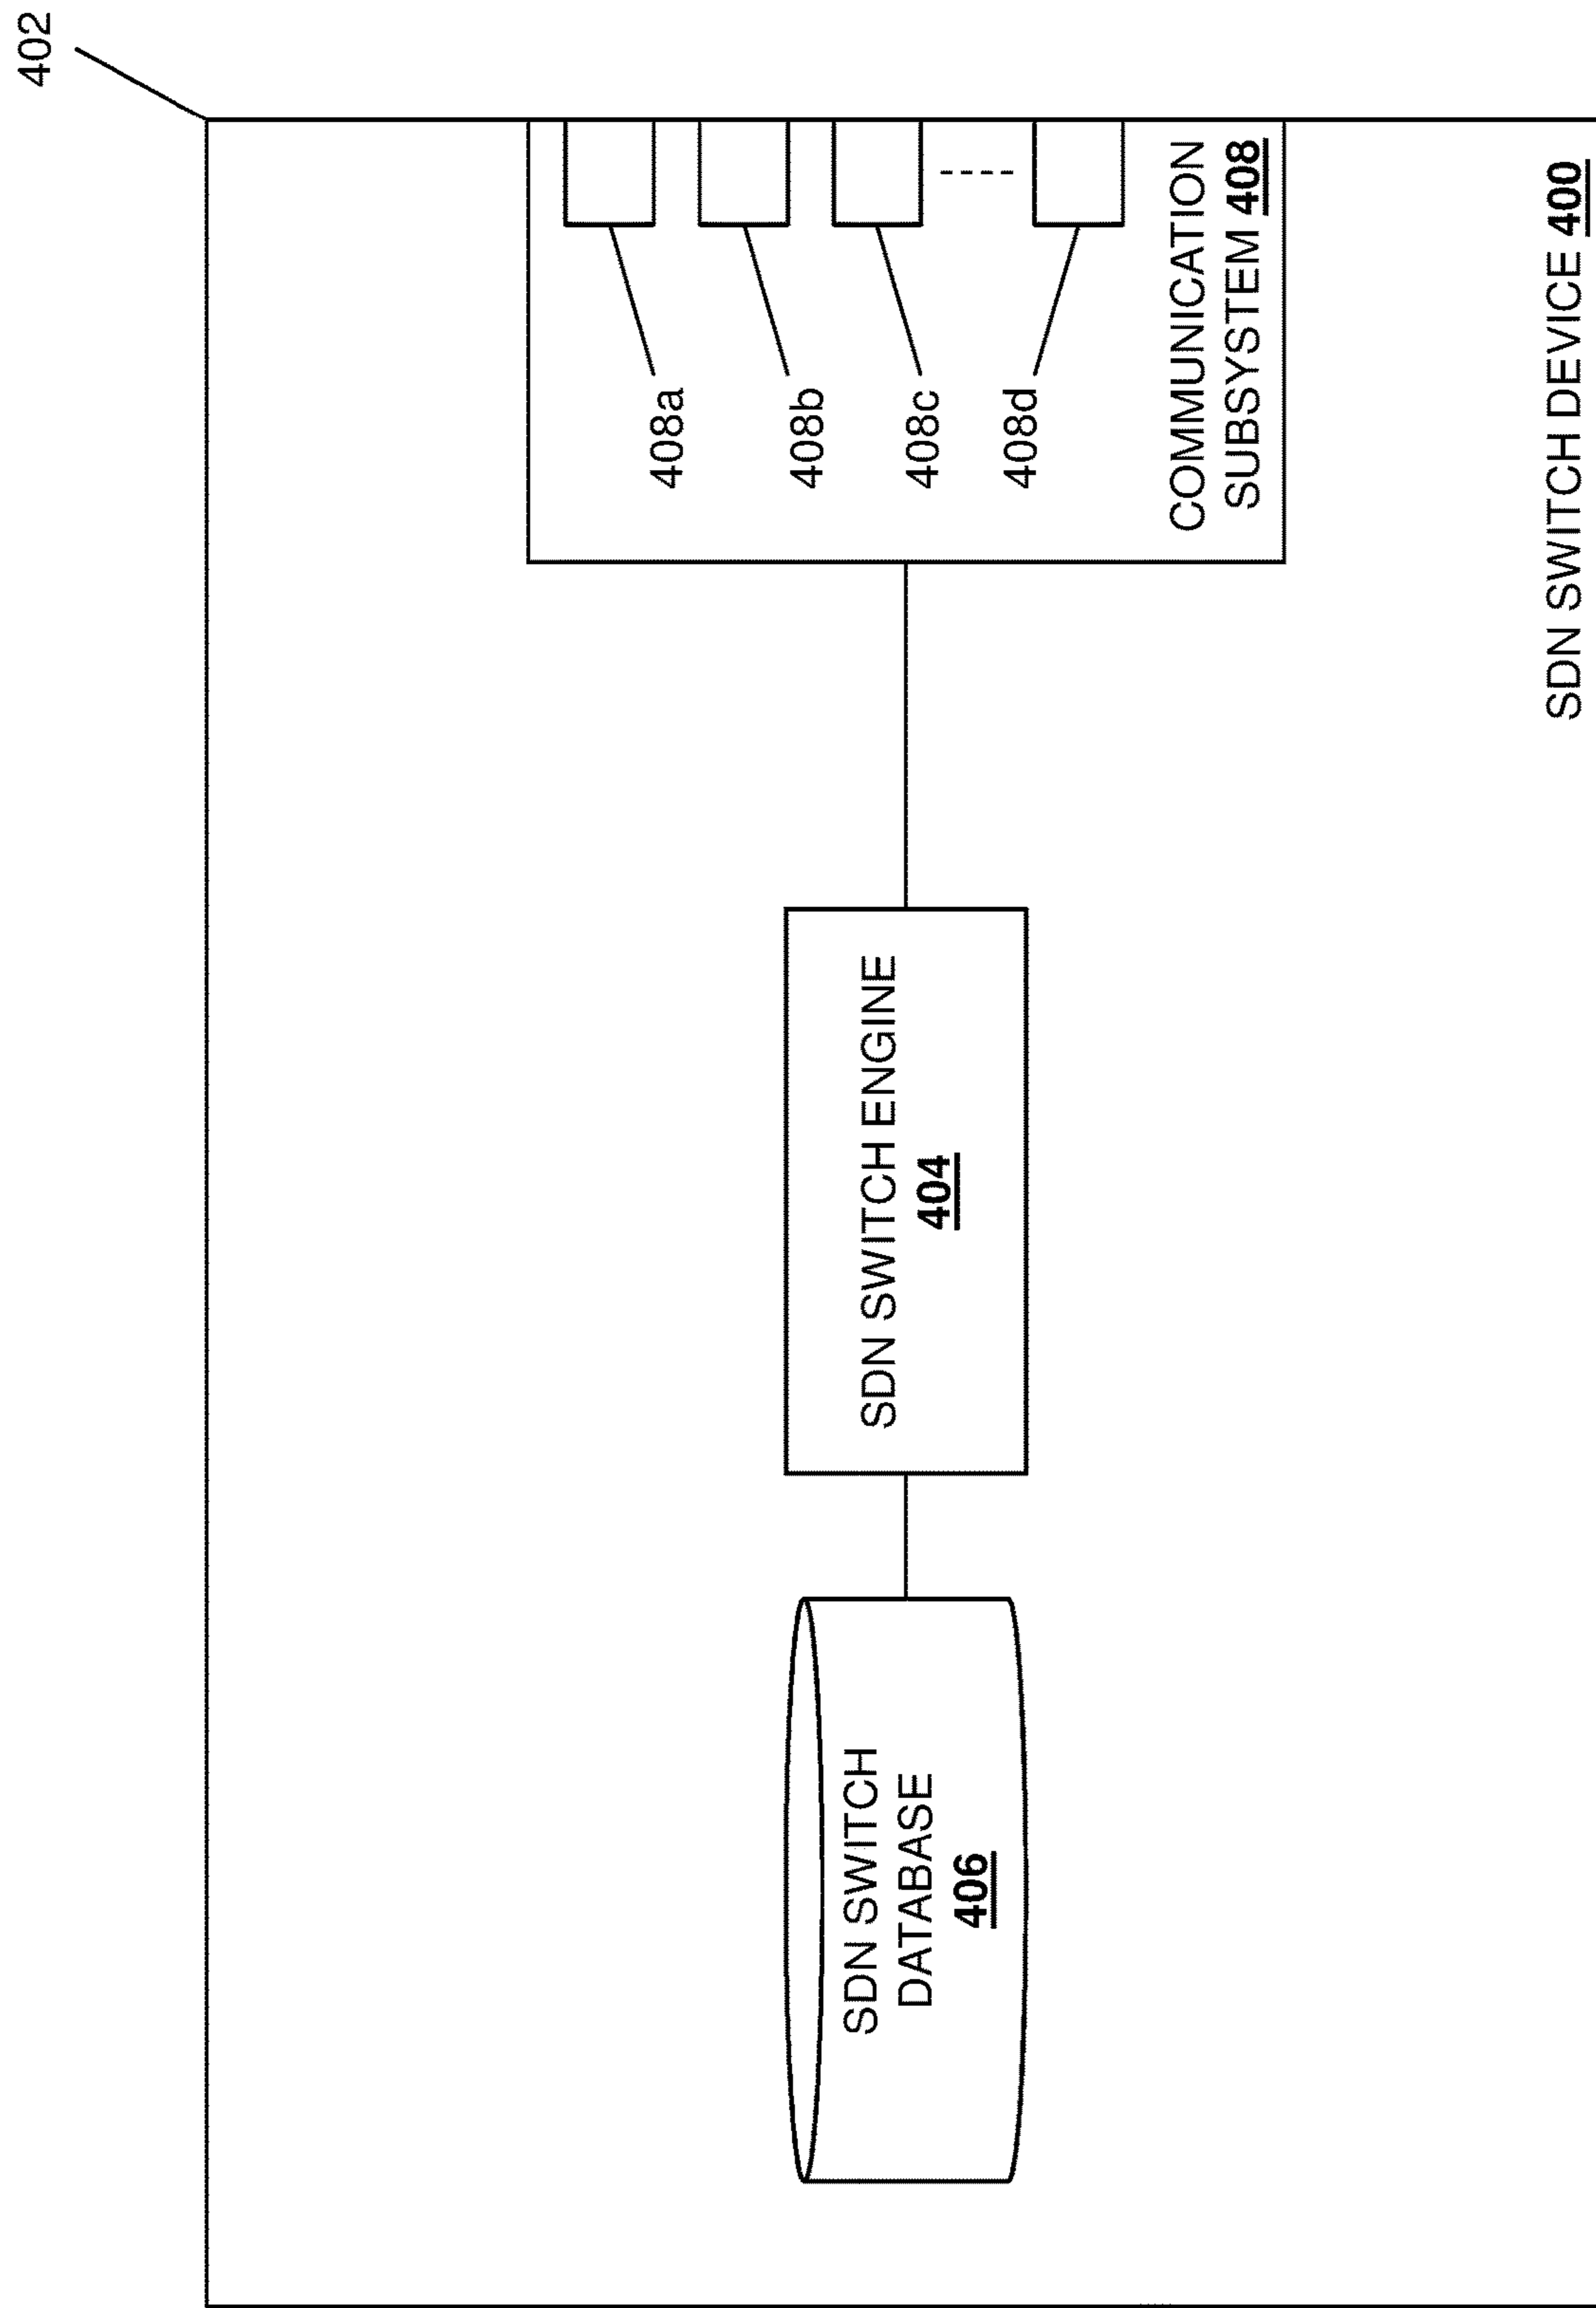 402
408a
408b
408c
408d
COMMUNICATION
SUBSYSTEM 408
SDN SWITCH ENGINE
404
SDN SWITCH
DATABASE
406
SDN SWITCH DEVICE 400